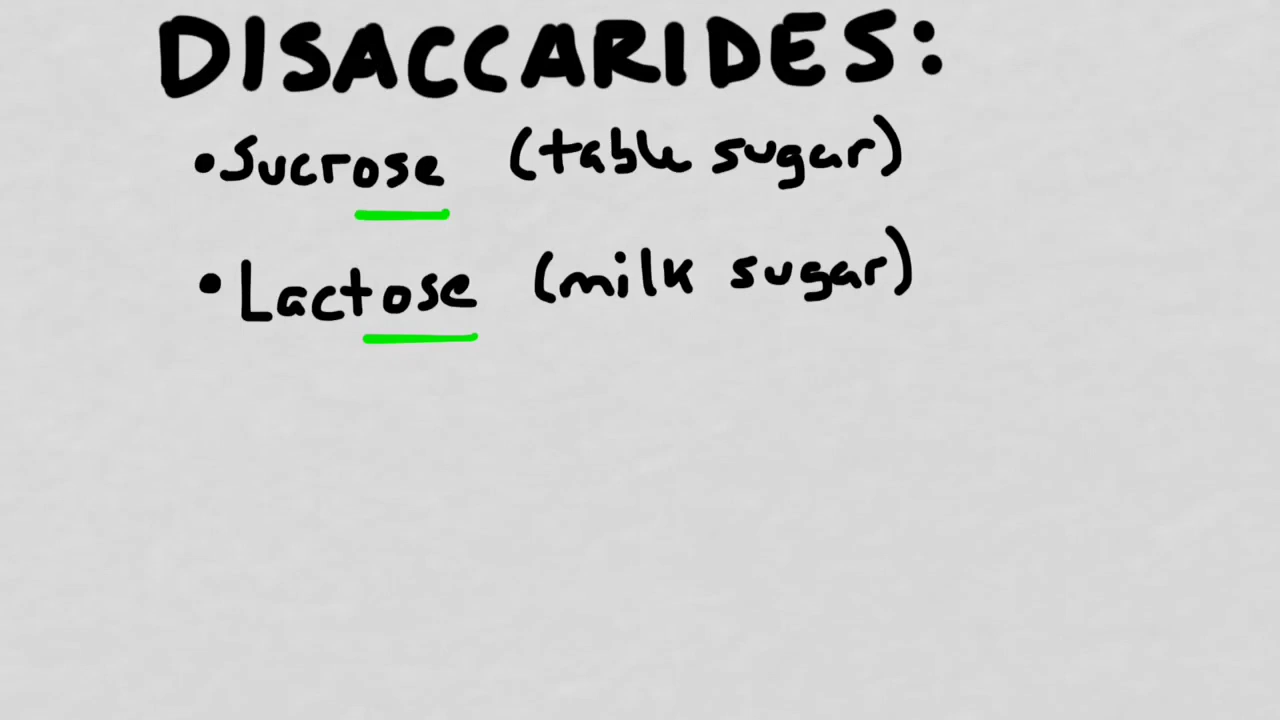 DISACCARIDES:
•Sucrose (table sugar)
•Lactose (milk sugar)